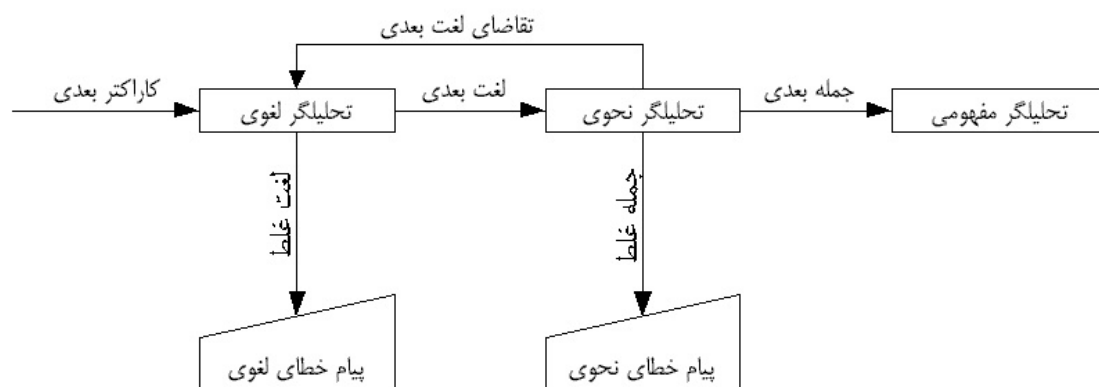 تقاضای لغت بعدی
کاراکتر بعدی
تحلیلگر لغوی
لغت بعدی
تحلیلگر نحوی
جمله بعدی
تحلیلگر مفهومی
لغت غلط
جمله غلط
پیام خطای لغوی
پیام خطای نحوی